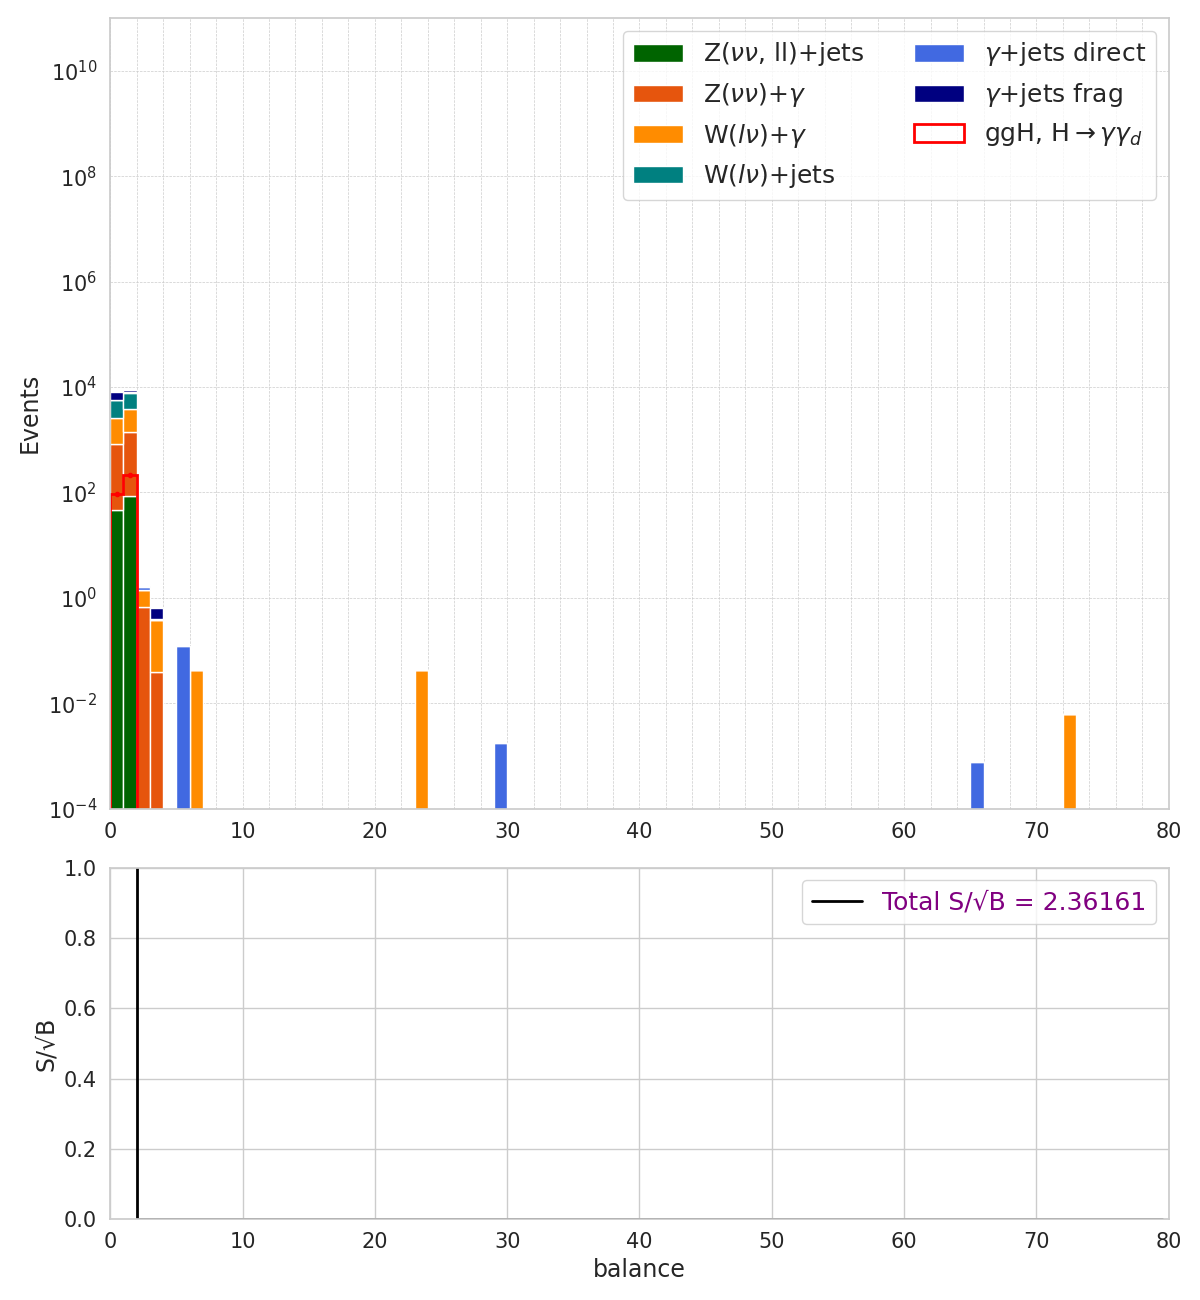 10^10
10^8
10^6
10^4
10^2
10^0
10^−2
10^−4
Events
Z(νν, ll)+jets
Z(νν)+γ
W(lν)+γ
W(lν)+jets
γ+jets direct
γ+jets frag
ggH, H→γγ_d
0 10 20 30 40 50 60 70 80
1.0
0.8
0.6
0.4
0.2
0.0
S/√B
Total S/√B = 2.36161
0 10 20 30 40 50 60 70 80
balance